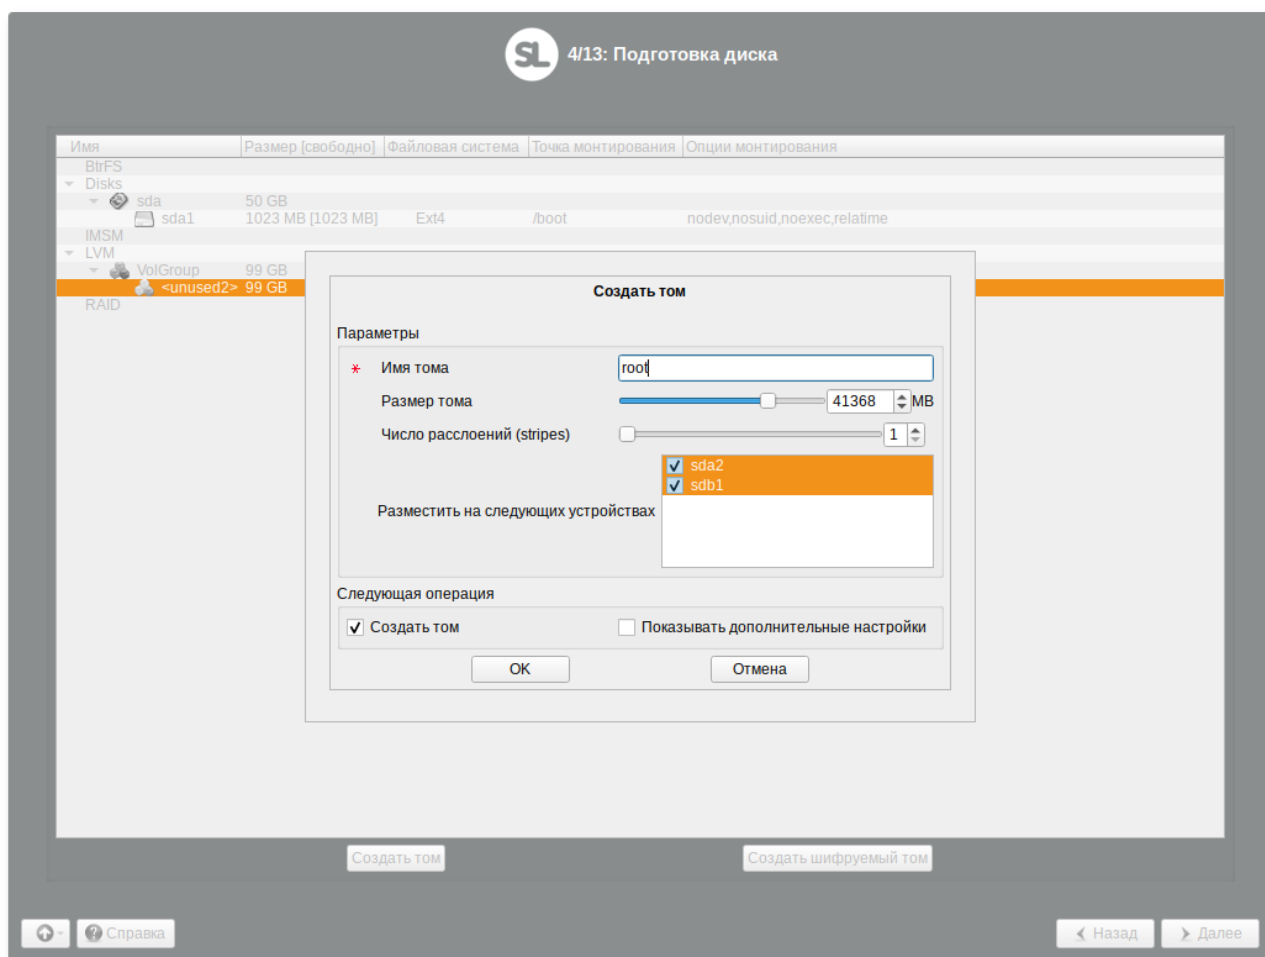 SL 4/13: Подготовка диска
Имя Размер [свободно] Файловая система Точка монтирования Опции монтирования
BtrFS
Disks
sda 50 GB
sda1 1023 MB [1023 MB] Ext4 /boot nodev,nosuid,noexec,relatime
IMSM
LVM
VolGroup 99 GB
<unused2> 99 GB
RAID
Создать том
Параметры
* Имя тома root
Размер тома 41368 MB
Число расслоений (stripes) 1
sda2
sdb1
Разместить на следующих устройствах
Следующая операция
Создать том Показывать дополнительные настройки
OK Отмена
Создать том Создать шифруемый том
Справка Назад Далее